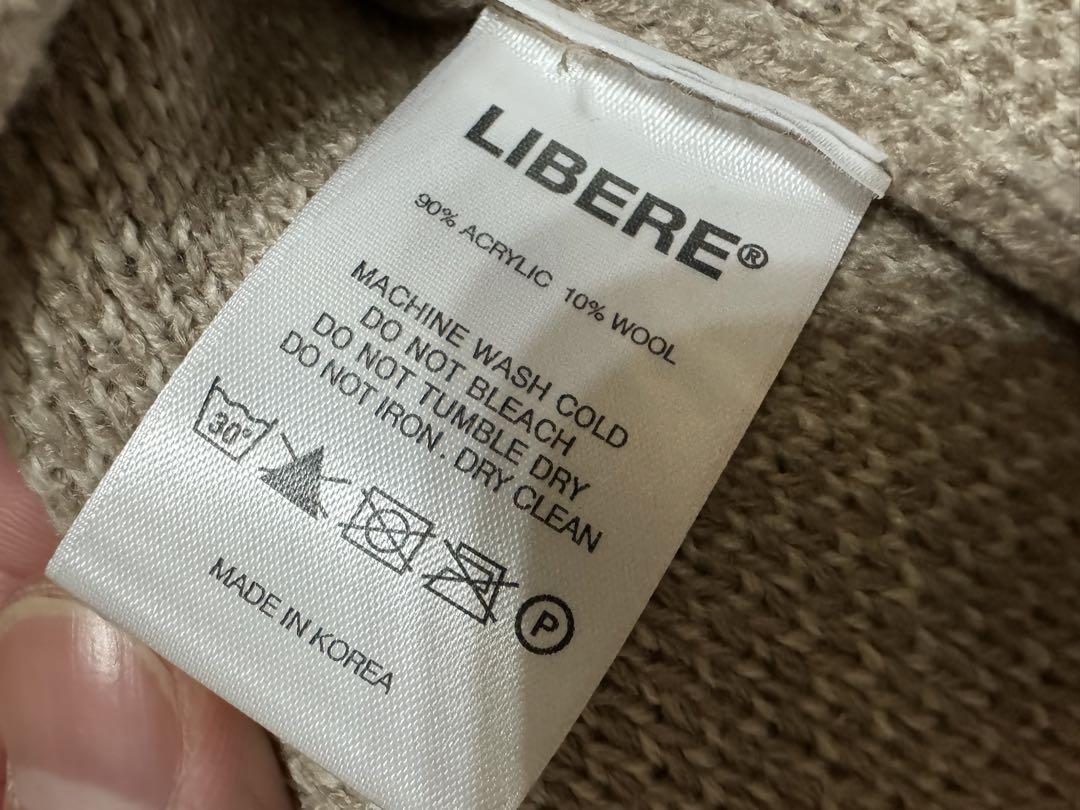 LIBERE®
90% ACRYLIC 10% WOOL
MACHINE WASH COLD
DO NOT BLEACH
DO NOT TUMBLE DRY
DO NOT IRON. DRY CLEAN
30°
P
MADE IN KOREA